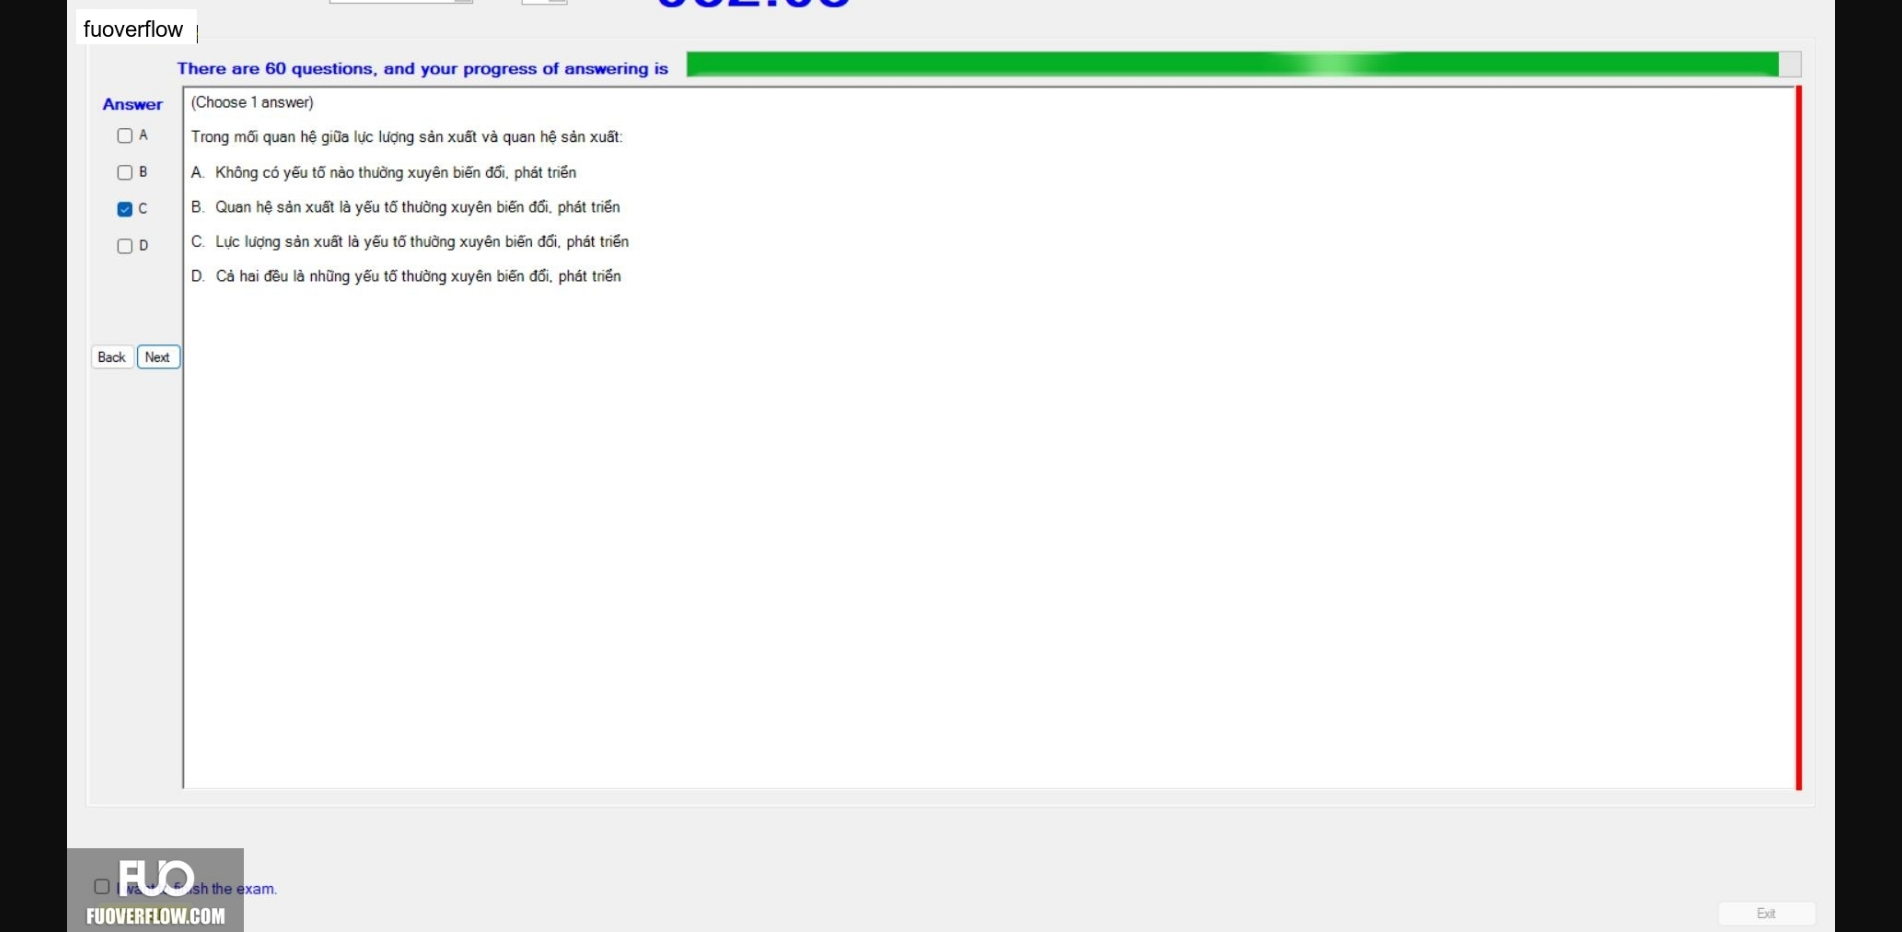 fuoverflow
There are 60 questions, and your progress of answering is
Answer
(Choose 1 answer)
A
Trong mối quan hệ giữa lực lượng sản xuất và quan hệ sản xuất:
B
A. Không có yếu tố nào thường xuyên biến đổi, phát triển
C
B. Quan hệ sản xuất là yếu tố thường xuyên biến đổi, phát triển
D
C. Lực lượng sản xuất là yếu tố thường xuyên biến đổi, phát triển
D. Cả hai đều là những yếu tố thường xuyên biến đổi, phát triển
Back Next
FUO
the exam.
FUOVERFLOW.COM
Exit